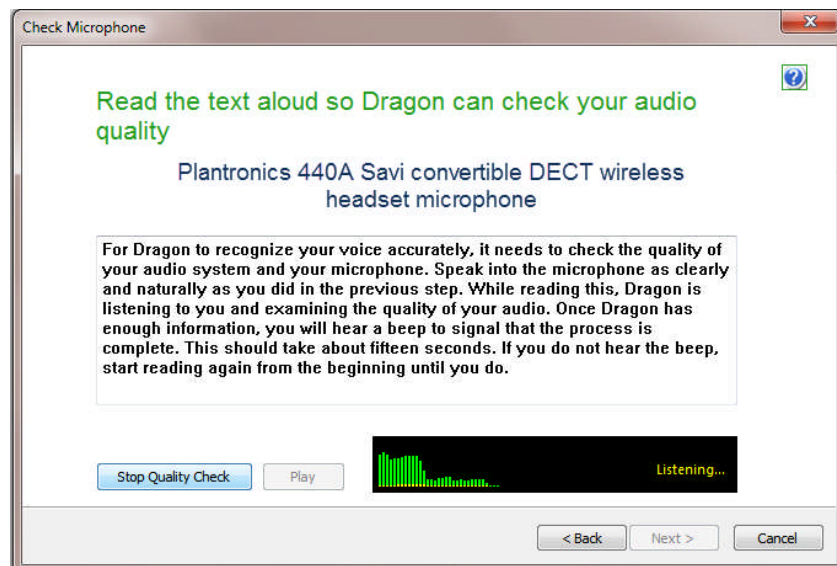 Check Microphone
Read the text aloud so Dragon can check your audio
quality
Plantronics 440A Savi convertible DECT wireless
headset microphone
For Dragon to recognize your voice accurately, it needs to check the quality of
your audio system and your microphone. Speak into the microphone as clearly
and naturally as you did in the previous step. While reading this, Dragon is
listening to you and examining the quality of your audio. Once Dragon has
enough information, you will hear a beep to signal that the process is
complete. This should take about fifteen seconds. If you do not hear the beep,
start reading again from the beginning until you do.
Stop Quality Check Play Listening...
< Back Next > Cancel